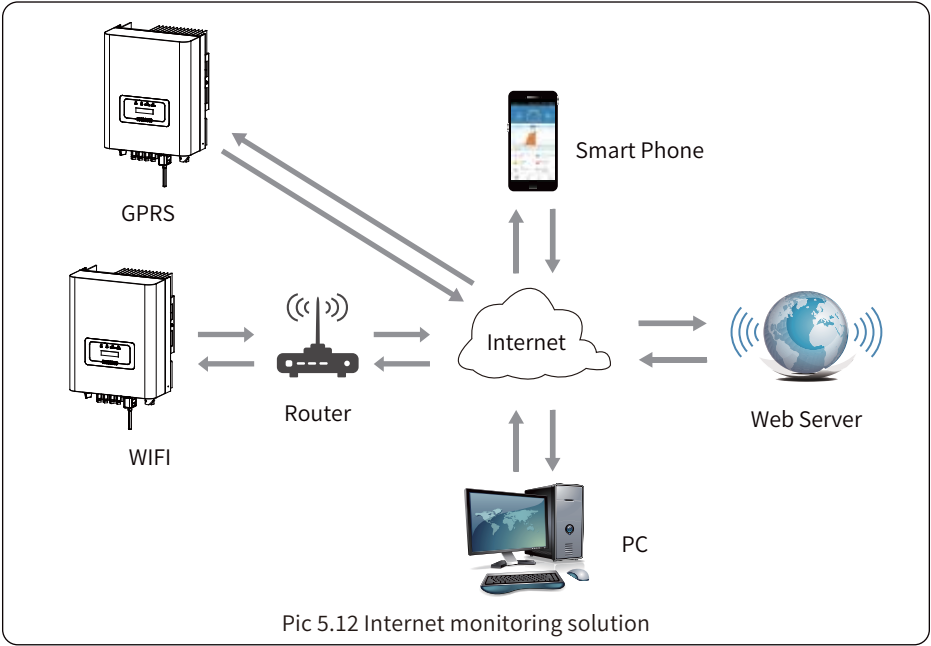 Smart Phone
GPRS
Internet
Router
Web Server
WIFI
PC
Pic 5.12 Internet monitoring solution